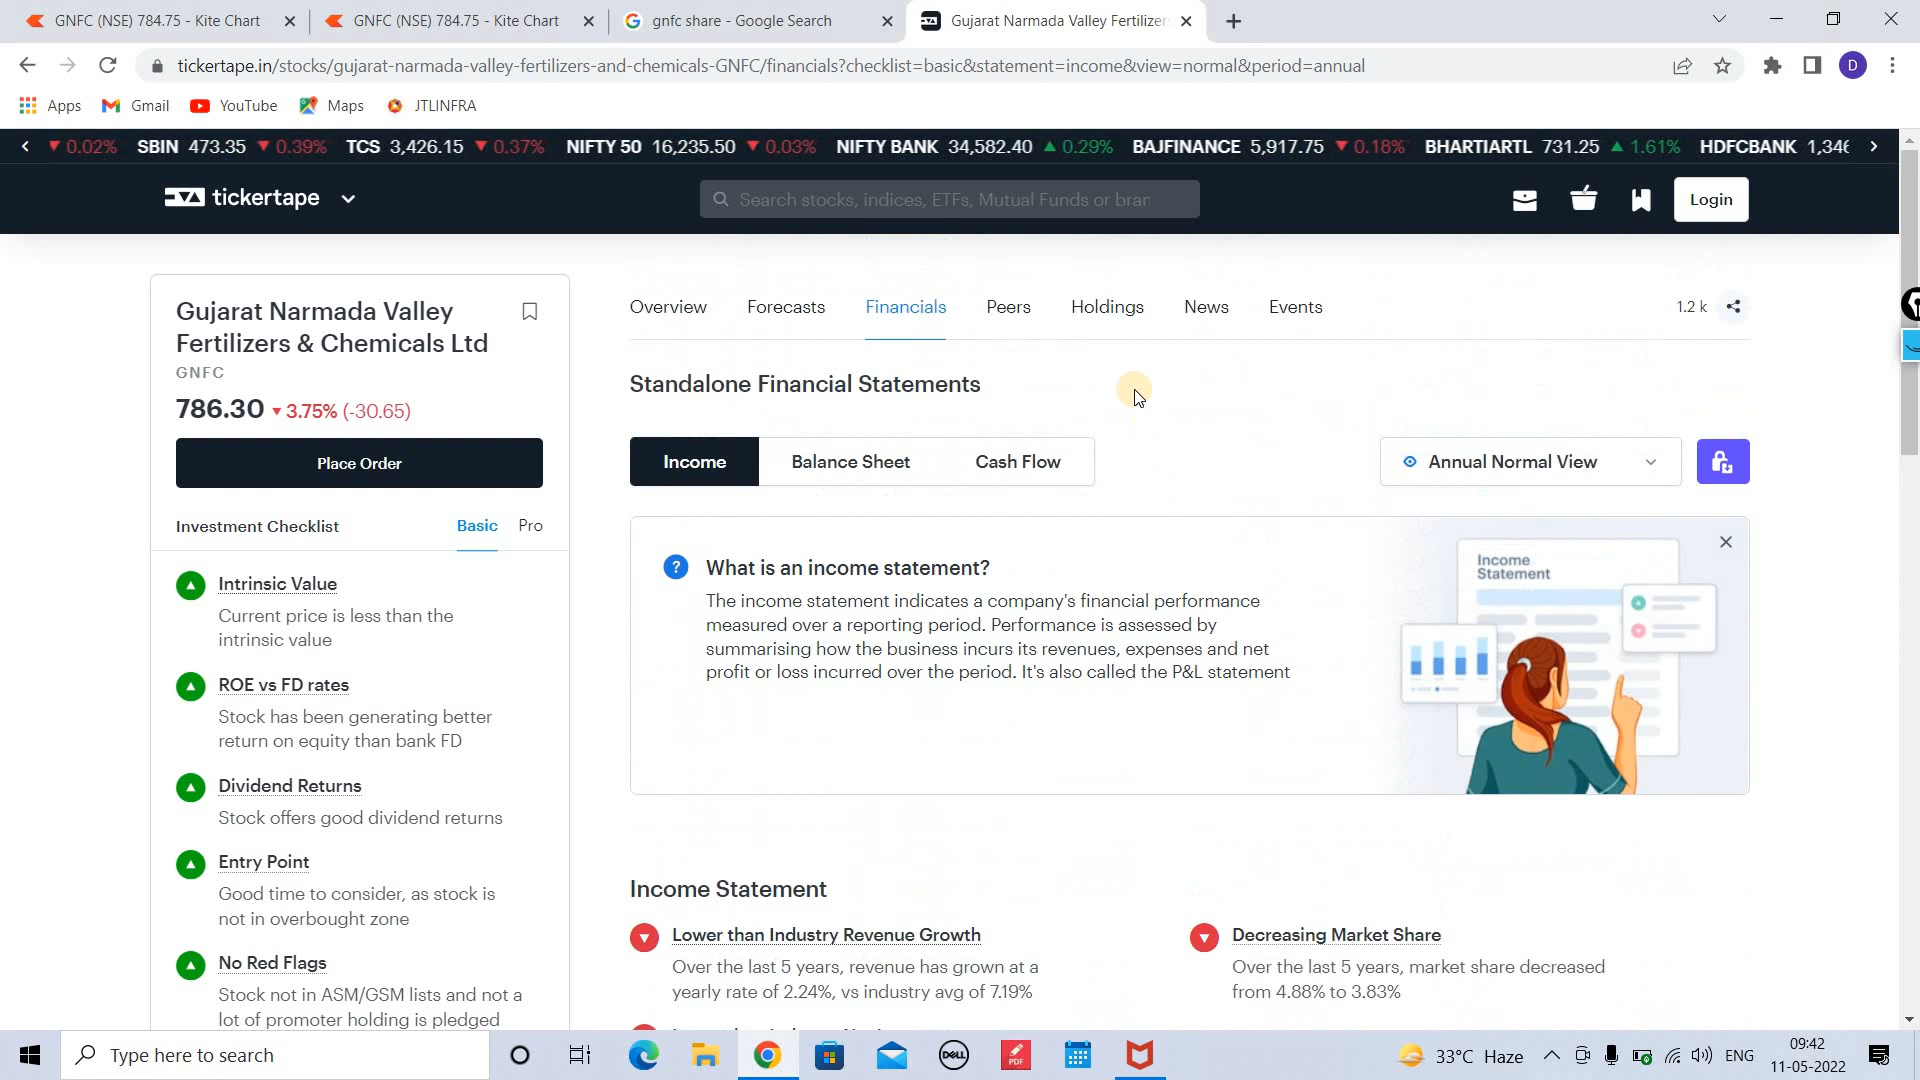 GNFC (NSE) 784.75 - Kite Chart
GNFC (NSE) 784.75 - Kite Chart
gnfc share - Google Search
Gujarat Narmada Valley Fertilizer
tickertape.in/stocks/gujarat-narmada-valley-fertilizers-and-chemicals-GNFC/financials?checklist=basic&statement=income&view=normal&period=annual
D
Apps
Gmail
YouTube
Maps
JTLINFRA
▼ 0.02% SBIN 473.35 ▼ 0.39% TCS 3,426.15 ▼ 0.37% NIFTY 50 16,235.50 ▼ 0.03% NIFTY BANK 34,582.40 ▲ 0.29% BAJFINANCE 5,917.75 ▼ 0.18% BHARTIARTL 731.25 ▲ 1.61% HDFCBANK 1,346
tickertape
Search stocks, indices, ETFs, Mutual Funds or brar
Login
Gujarat Narmada Valley
Fertilizers & Chemicals Ltd
GNFC
786.30 ▼ 3.75% (-30.65)
Place Order
Investment Checklist
Basic
Pro
Intrinsic Value
Current price is less than the
intrinsic value
ROE vs FD rates
Stock has been generating better
return on equity than bank FD
Dividend Returns
Stock offers good dividend returns
Entry Point
Good time to consider, as stock is
not in overbought zone
No Red Flags
Stock not in ASM/GSM lists and not a
lot of promoter holding is pledged
Overview
Forecasts
Financials
Peers
Holdings
News
Events
1.2 k
Standalone Financial Statements
Income
Balance Sheet
Cash Flow
Annual Normal View
What is an income statement?
The income statement indicates a company's financial performance
measured over a reporting period. Performance is assessed by
summarising how the business incurs its revenues, expenses and net
profit or loss incurred over the period. It's also called the P&L statement
Income
Statement
Income Statement
Lower than Industry Revenue Growth
Over the last 5 years, revenue has grown at a
yearly rate of 2.24%, vs industry avg of 7.19%
Decreasing Market Share
Over the last 5 years, market share decreased
from 4.88% to 3.83%
Type here to search
DELL
PDF
33°C Haze
ENG
09:42
11-05-2022